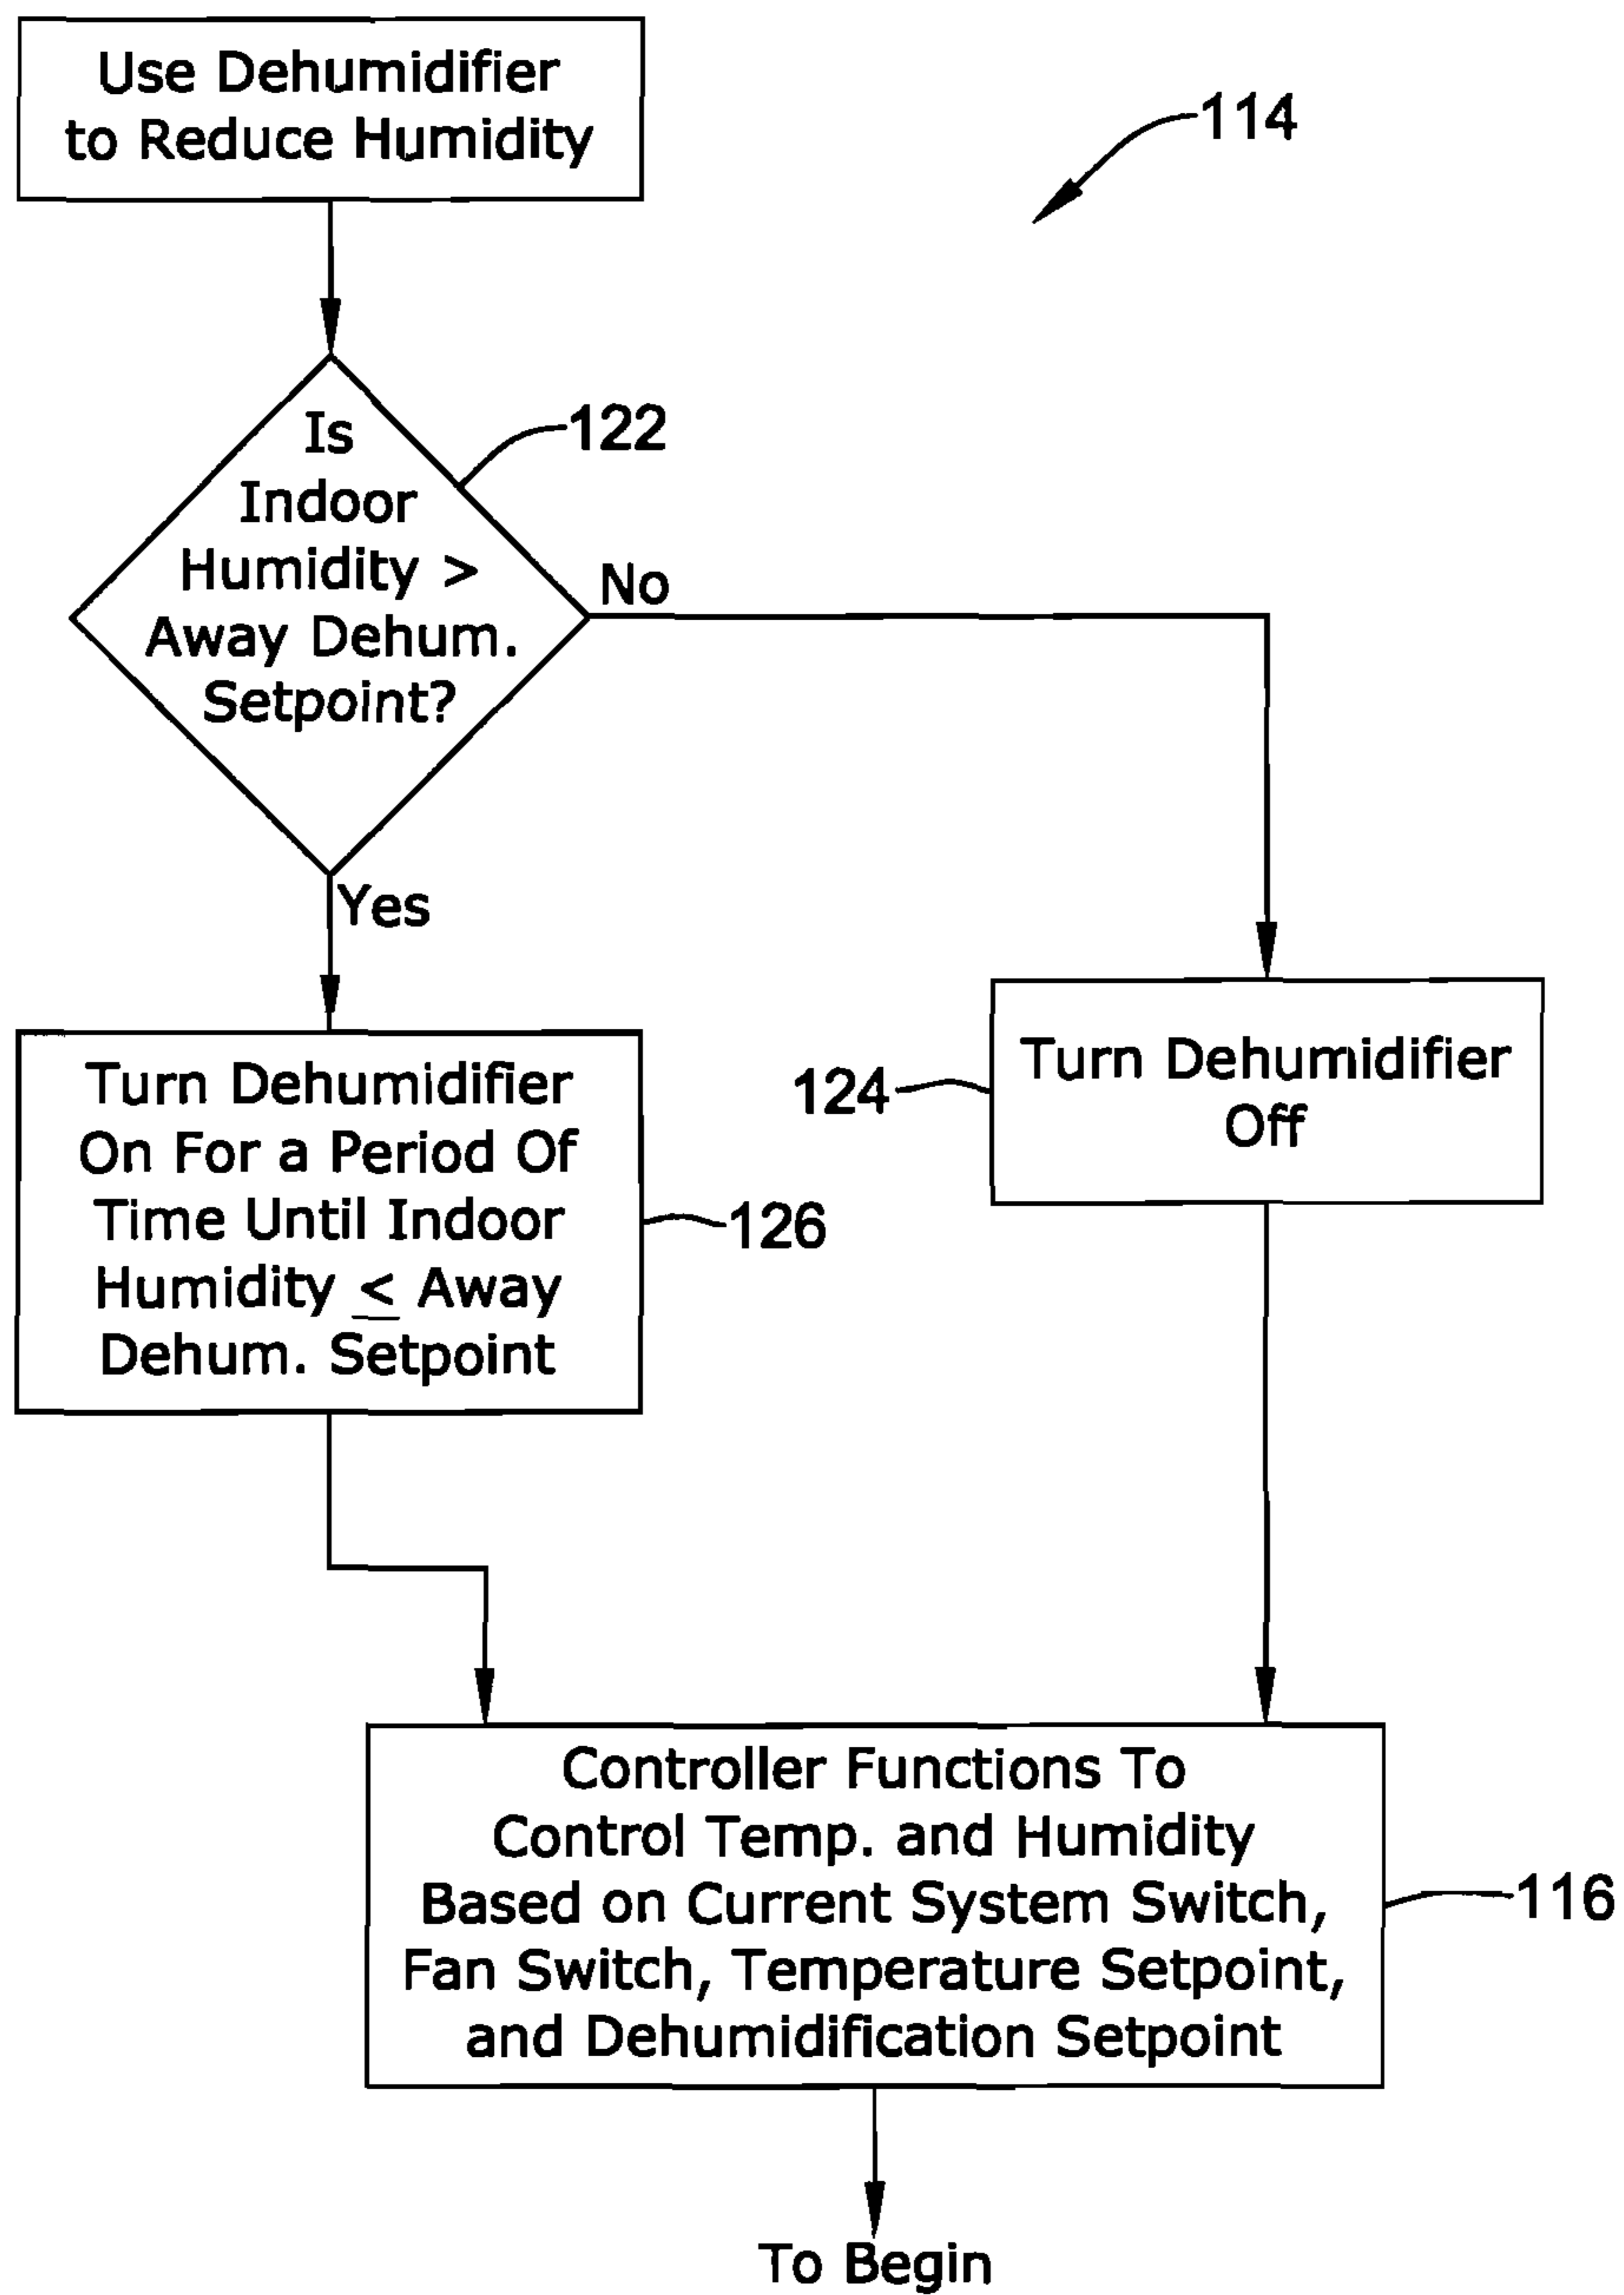 Use Dehumidifier
to Reduce Humidity
114
Is
Indoor
Humidity >
Away Dehum.
Setpoint?
122
No
Yes
Turn Dehumidifier
On For a Period Of
Time Until Indoor
Humidity ≤ Away
Dehum. Setpoint
126
124
Turn Dehumidifier
Off
Controller Functions To
Control Temp. and Humidity
Based on Current System Switch,
Fan Switch, Temperature Setpoint,
and Dehumidification Setpoint
116
To Begin